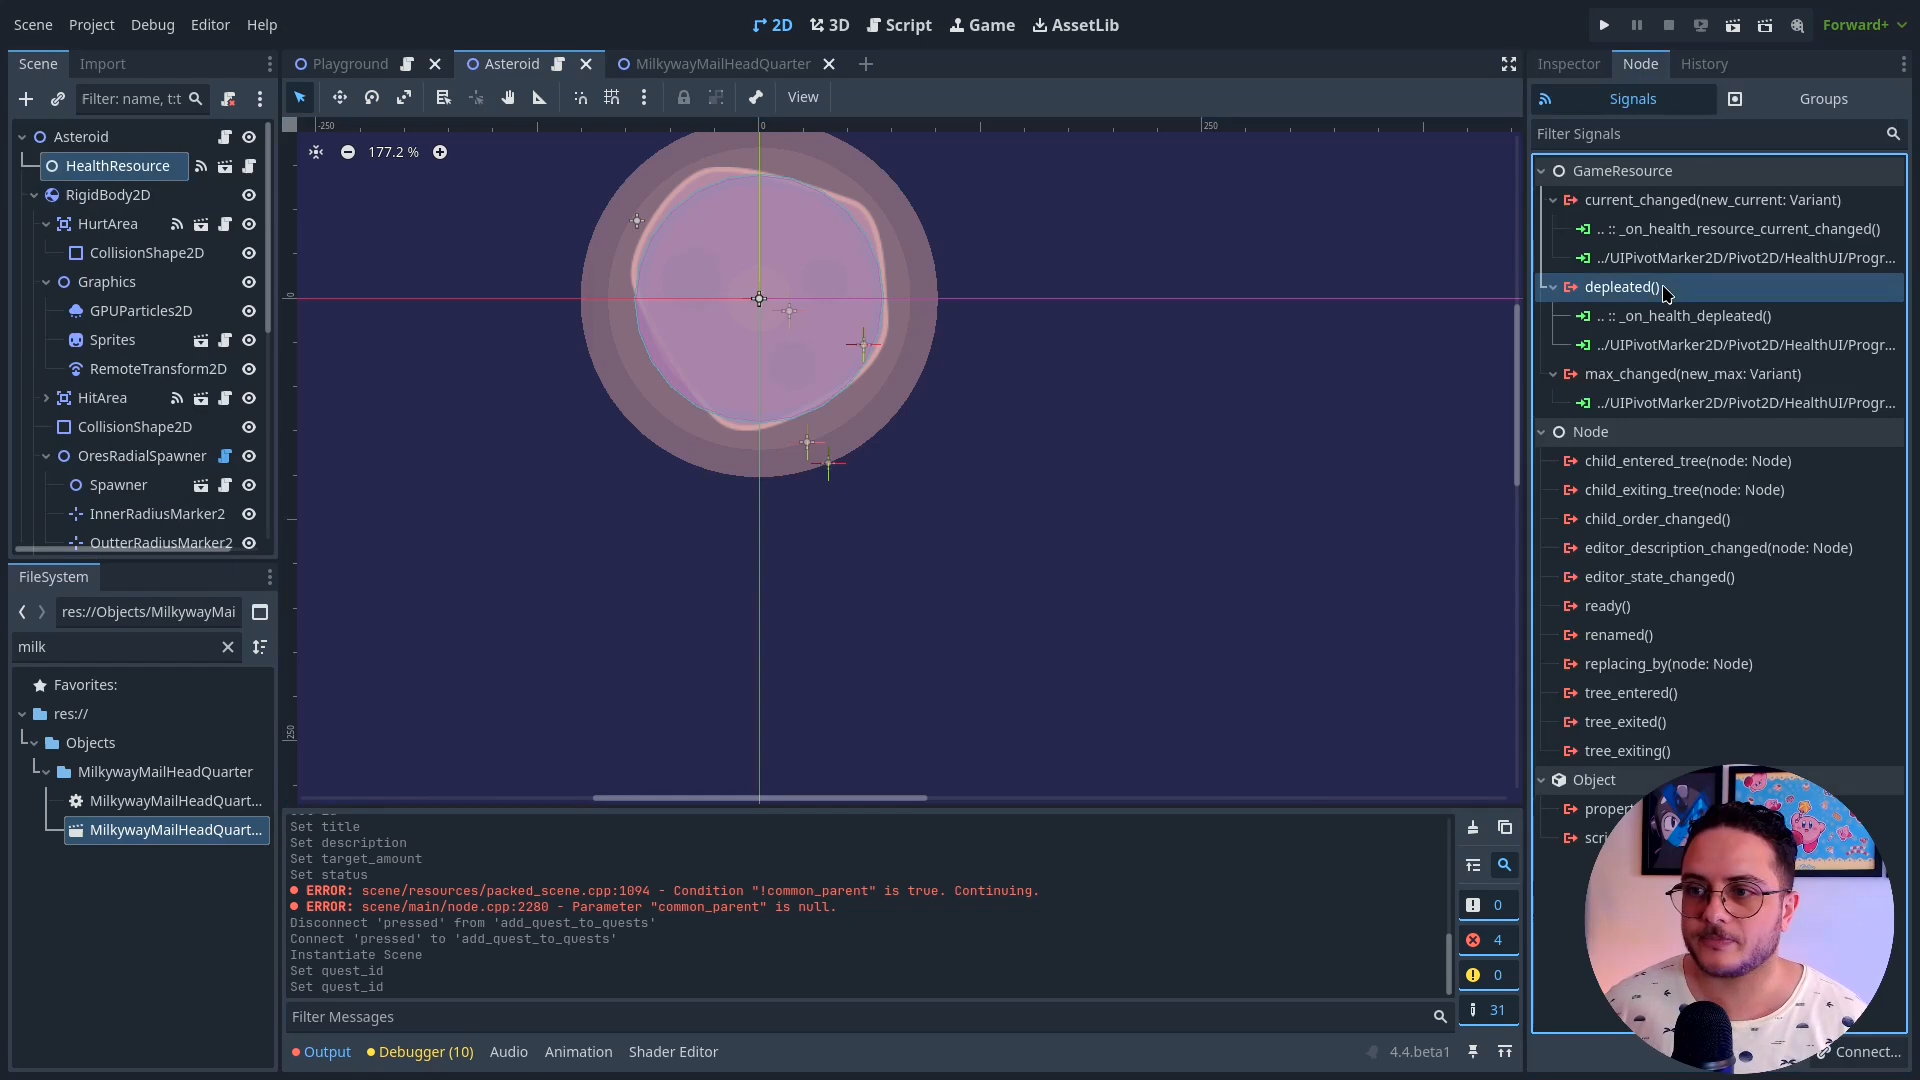 Scene Project Debug Editor Help
2D 3D Script Game AssetLib
Forward+
Scene Import
Playground Asteroid MilkywayMailHeadQuarter
Inspector Node History
Filter: name, t:t
View
Signals Groups
Filter Signals
-250 0 250
177.2 %
0
250
Asteroid
HealthResource
RigidBody2D
HurtArea
CollisionShape2D
Graphics
GPUParticles2D
Sprites
RemoteTransform2D
HitArea
CollisionShape2D
OresRadialSpawner
Spawner
InnerRadiusMarker2
OutterRadiusMarker2
FileSystem
res://Objects/MilkywayMai
milk
Favorites:
res://
Objects
MilkywayMailHeadQuarter
MilkywayMailHeadQuart...
MilkywayMailHeadQuart...
Set title
Set description
Set target_amount
Set status
ERROR: scene/resources/packed_scene.cpp:1094 - Condition "!common_parent" is true. Continuing.
ERROR: scene/main/node.cpp:2280 - Parameter "common_parent" is null.
Disconnect 'pressed' from 'add_quest_to_quests'
Connect 'pressed' to 'add_quest_to_quests'
Instantiate Scene
Set quest_id
Set quest_id
0
4
0
31
Filter Messages
Output Debugger (10) Audio Animation Shader Editor
4.4.beta1
GameResource
current_changed(new_current: Variant)
.. :: _on_health_resource_current_changed()
../UIPivotMarker2D/Pivot2D/HealthUI/Progr...
depleated()
.. :: _on_health_depleated()
../UIPivotMarker2D/Pivot2D/HealthUI/Progr...
max_changed(new_max: Variant)
../UIPivotMarker2D/Pivot2D/HealthUI/Progr...
Node
child_entered_tree(node: Node)
child_exiting_tree(node: Node)
child_order_changed()
editor_description_changed(node: Node)
editor_state_changed()
ready()
renamed()
replacing_by(node: Node)
tree_entered()
tree_exited()
tree_exiting()
Object
Connect...